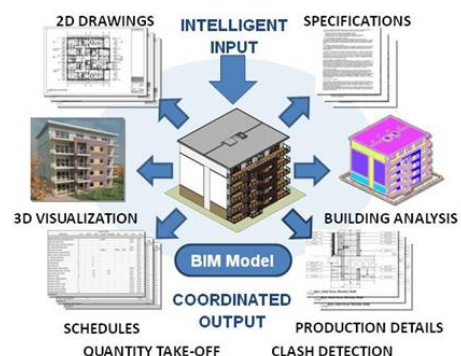 2D DRAWINGS
INTELLIGENT
INPUT
SPECIFICATIONS
3D VISUALIZATION
BUILDING ANALYSIS
BIM Model
COORDINATED
OUTPUT
SCHEDULES
PRODUCTION DETAILS
QUANTITY TAKE-OFF
CLASH DETECTION